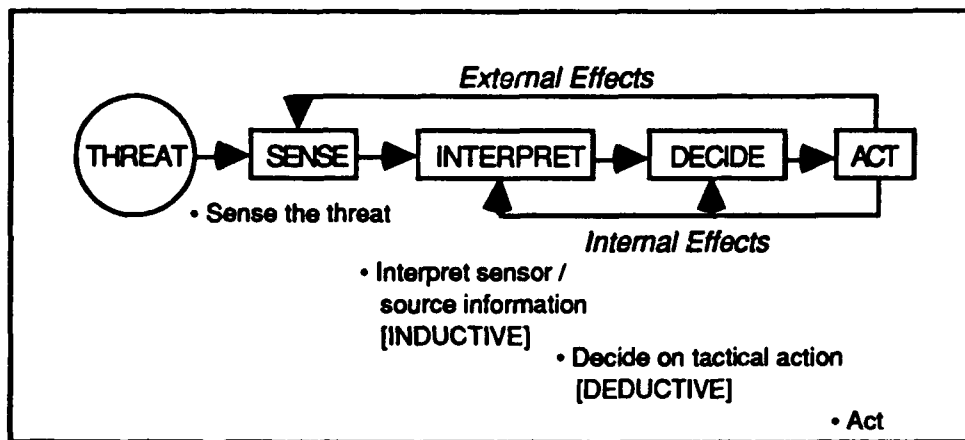 External Effects
THREAT SENSE INTERPRET DECIDE ACT
• Sense the threat
Internal Effects
• Interpret sensor /
source information
[INDUCTIVE]
• Decide on tactical action
[DEDUCTIVE]
• Act